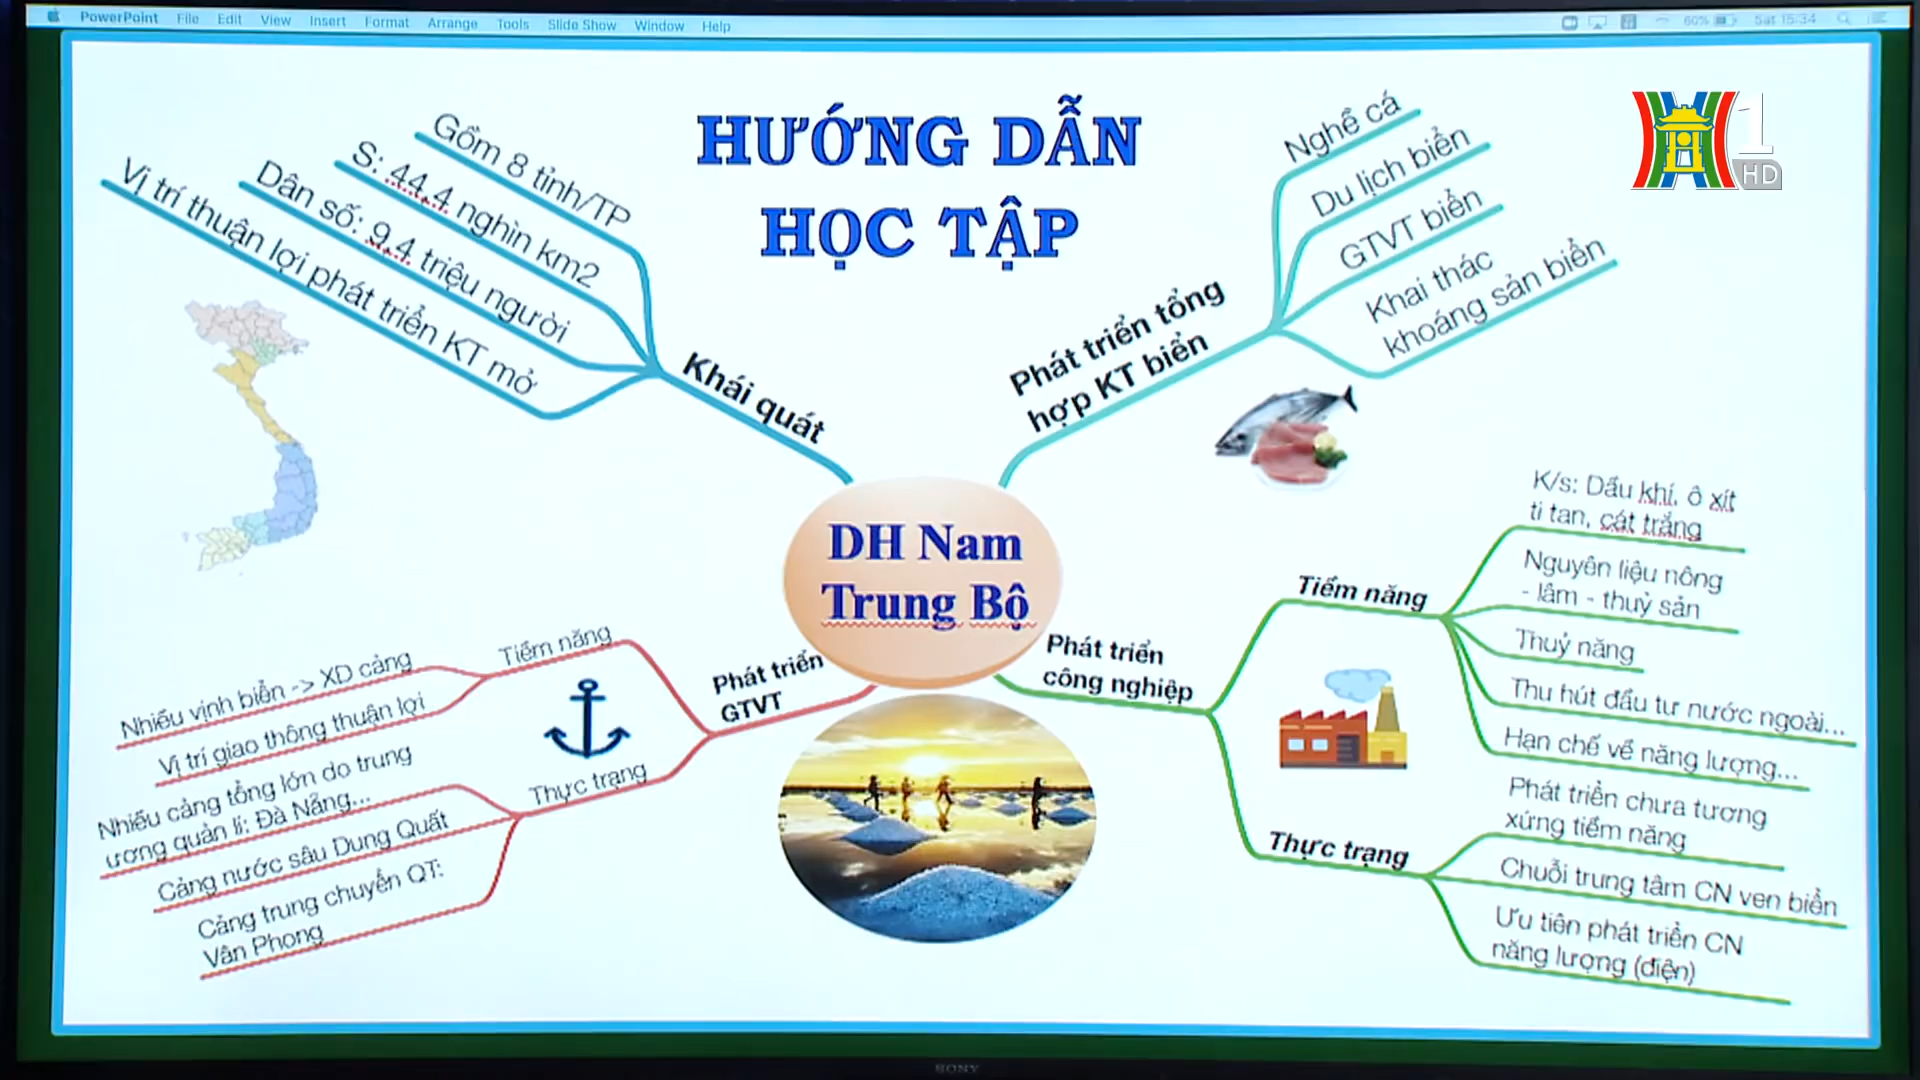 PowerPoint File Edit View Insert Format Arrange Tools Slide Show Window Help
60% Sat 15:34
HƯỚNG DẪN
HỌC TẬP
1
HD
Gồm 8 tỉnh/TP
S: 44,4 nghìn km2
Dân số: 9,4 triệu người
Vị trí thuận lợi phát triển KT mở
Khái quát
Nghề cá
Du lịch biển
GTVT biển
Khai thác
khoáng sản biển
Phát triển tổng
hợp KT biển
DH Nam
Trung Bộ
K/s: Dầu khí, ô xít
ti tan, cát trắng
Nguyên liệu nông
- lâm - thuỷ sản
Thuỷ năng
Thu hút đầu tư nước ngoài...
Hạn chế về năng lượng...
Tiềm năng
Phát triển
công nghiệp
Thực trạng
Phát triển chưa tương
xứng tiềm năng
Chuỗi trung tâm CN ven biển
Ưu tiên phát triển CN
năng lượng (điện)
Phát triển
GTVT
Tiềm năng
Nhiều vịnh biển -> XD cảng
Vị trí giao thông thuận lợi
Thực trạng
Nhiều cảng tổng lớn do trung
ương quản lí: Đà Nẵng...
Cảng nước sâu Dung Quất
Cảng trung chuyển QT:
Vân Phong
SONY